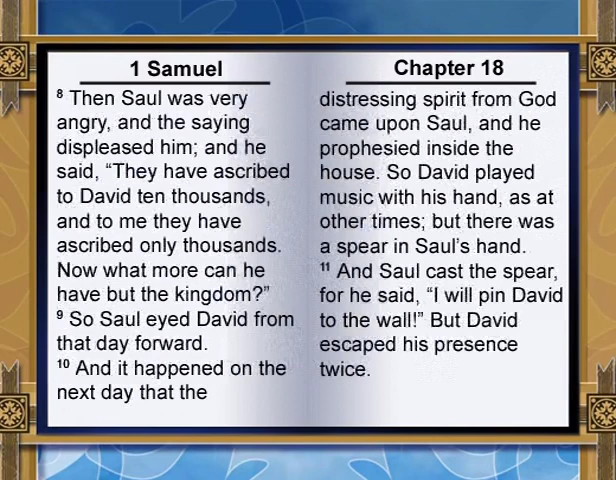 1 Samuel
⁸ Then Saul was very
angry, and the saying
displeased him; and he
said, “They have ascribed
to David ten thousands,
and to me they have
ascribed only thousands.
Now what more can he
have but the kingdom?”
⁹ So Saul eyed David from
that day forward.
¹⁰ And it happened on the
next day that the
Chapter 18
distressing spirit from God
came upon Saul, and he
prophesied inside the
house. So David played
music with his hand, as at
other times; but there was
a spear in Saul’s hand.
¹¹ And Saul cast the spear,
for he said, “I will pin David
to the wall!” But David
escaped his presence
twice.